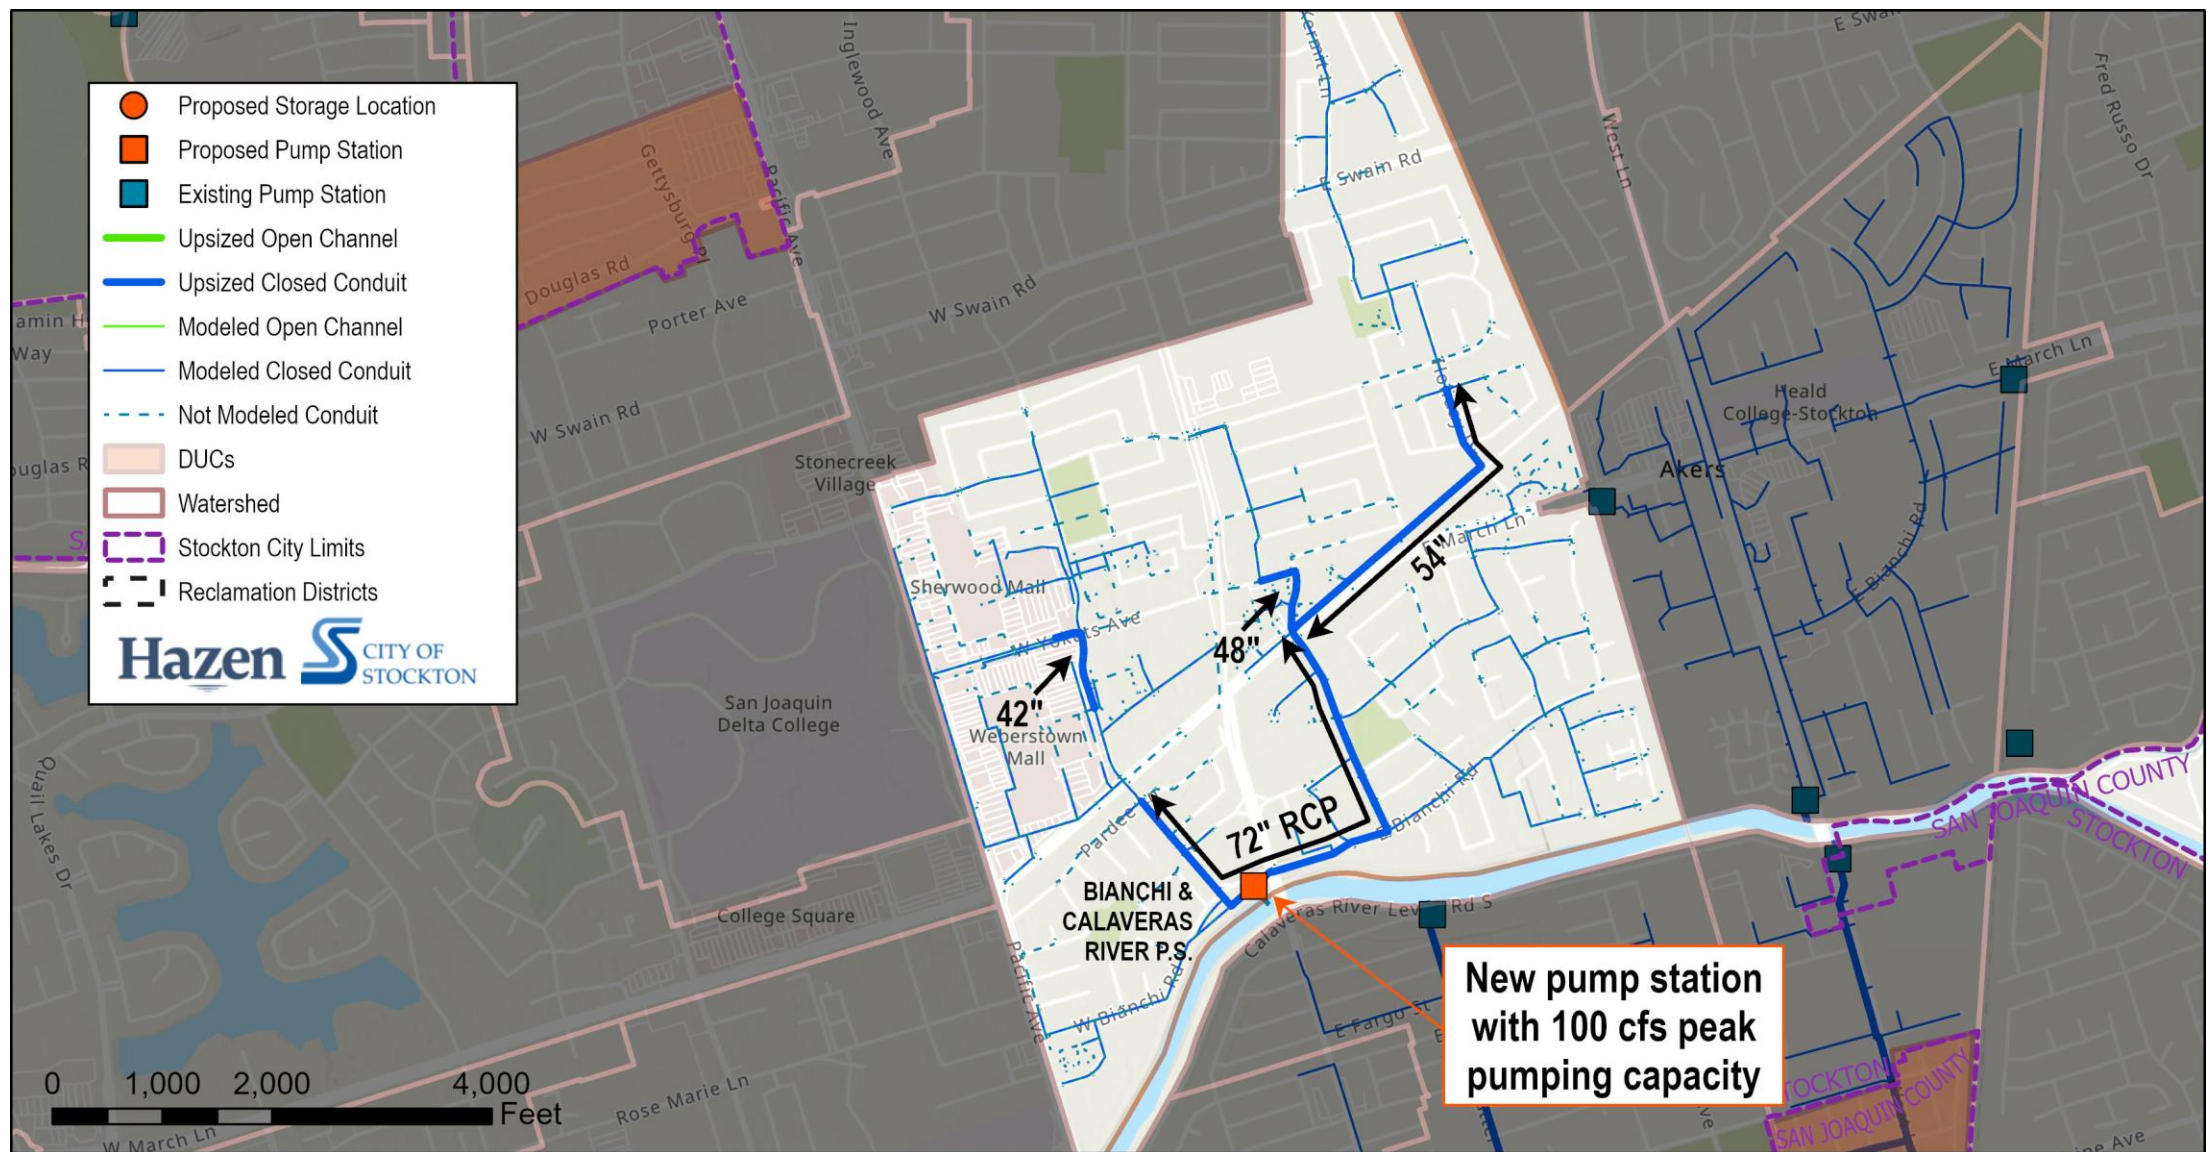 Proposed Storage Location
Proposed Pump Station
Existing Pump Station
Upsized Open Channel
Upsized Closed Conduit
Modeled Open Channel
Modeled Closed Conduit
Not Modeled Conduit
DUCs
Watershed
Stockton City Limits
Reclamation Districts
Hazen
CITY OF
STOCKTON
Inglewood Ave
Kermit Ln
E Swain Rd
Fred Russo Dr
West Ln
E Swain Rd
Gettysburg Pl
Pacific Ave
Douglas Rd
Porter Ave
W Swain Rd
Way
W Swain Rd
E March Ln
Heald
College-Stockton
Akers
Stonecreek
Village
E March Ln
54"
E Bianchi Rd
Sherwood Mall
W Yokuts Ave
48"
42"
San Joaquin
Delta College
Weberstown
Mall
Quail Lakes Dr
Pardee
72" RCP
E Bianchi Rd
SAN JOAQUIN COUNTY
STOCKTON
BIANCHI &
CALAVERAS
RIVER P.S.
College Square
Calaveras River Levee Rd S
Pacific Ave
W Bianchi Rd
E Fargo St
New pump station
with 100 cfs peak
pumping capacity
STOCKTON
SAN JOAQUIN COUNTY
0 1,000 2,000 4,000
Feet
Rose Marie Ln
W March Ln